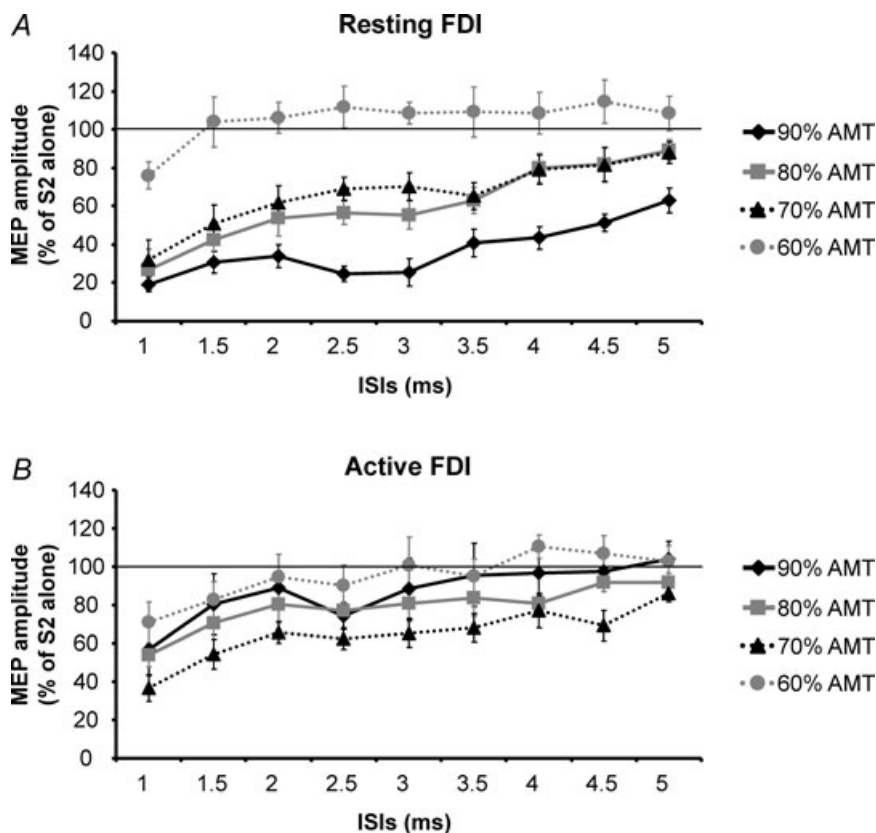 A
Resting FDI
MEP amplitude
(% of S2 alone)
140
120
100
80
60
40
20
0
1 1.5 2 2.5 3 3.5 4 4.5 5
ISIs (ms)
90% AMT
80% AMT
70% AMT
60% AMT
B
Active FDI
MEP amplitude
(% of S2 alone)
140
120
100
80
60
40
20
0
1 1.5 2 2.5 3 3.5 4 4.5 5
ISIs (ms)
90% AMT
80% AMT
70% AMT
60% AMT